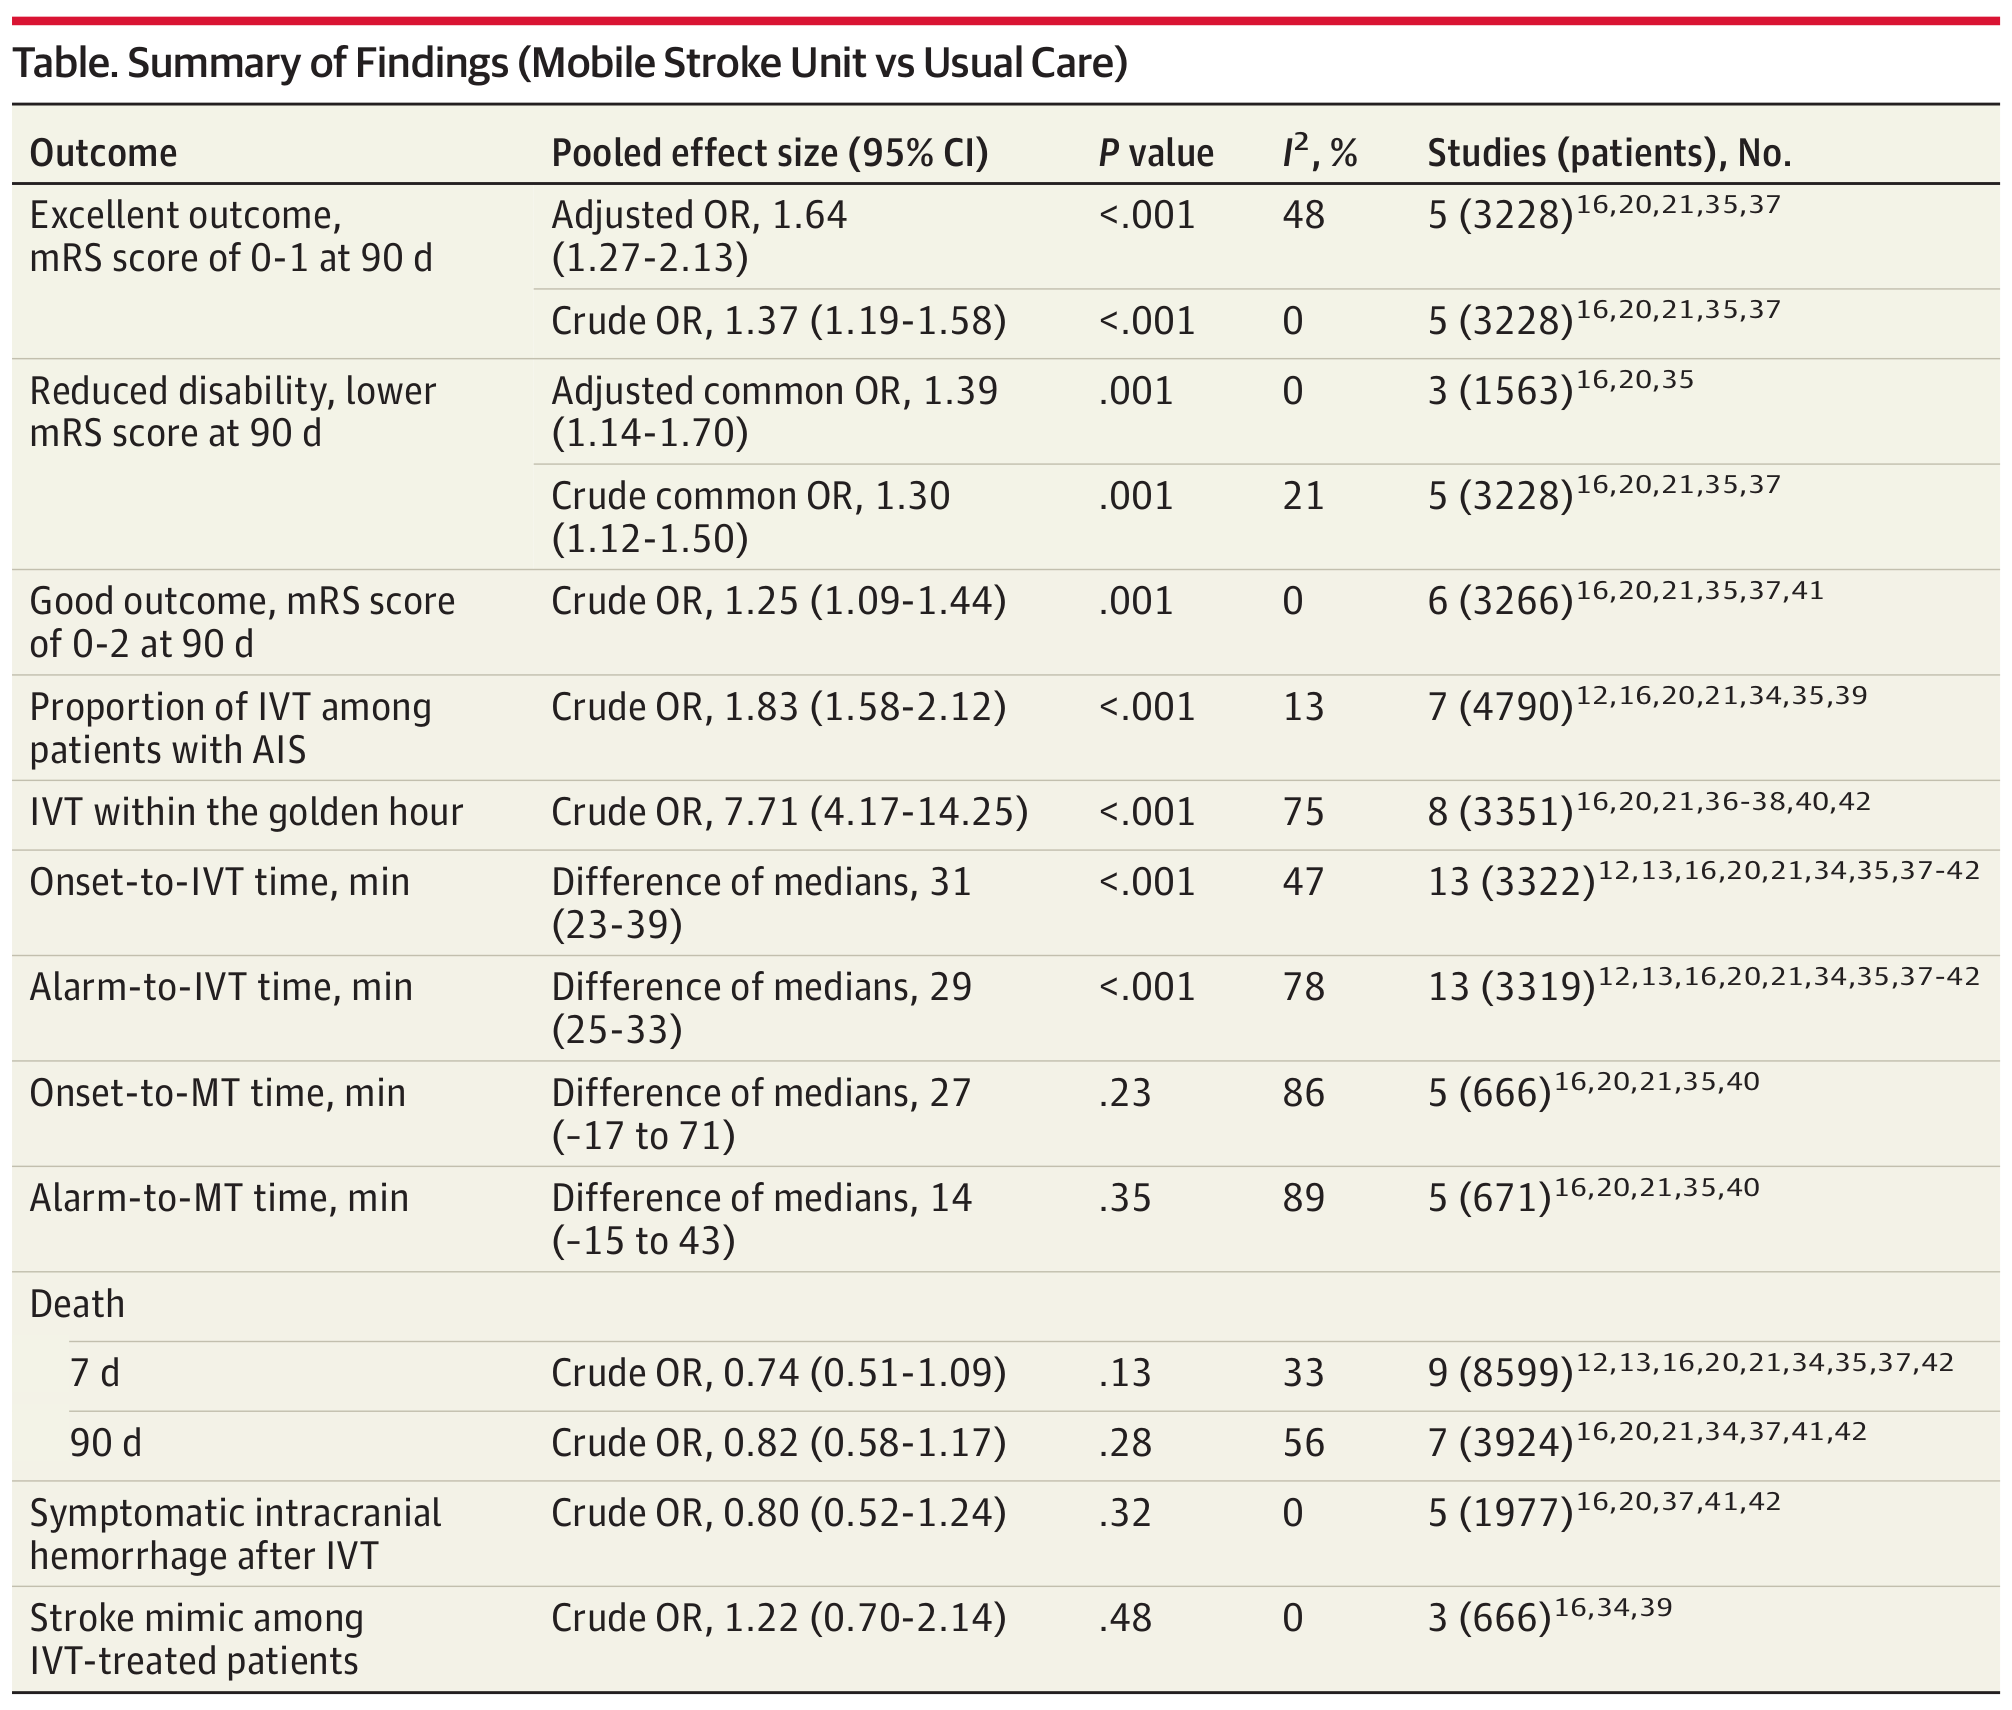 Table. Summary of Findings (Mobile Stroke Unit vs Usual Care)
Outcome Pooled effect size (95% CI) P value I², % Studies (patients), No.
Excellent outcome, Adjusted OR, 1.64 <.001 48 5 (3228)16,20,21,35,37
mRS score of 0-1 at 90 d (1.27-2.13)
Crude OR, 1.37 (1.19-1.58) <.001 0 5 (3228)16,20,21,35,37
Reduced disability, lower Adjusted common OR, 1.39 .001 0 3 (1563)16,20,35
mRS score at 90 d (1.14-1.70)
Crude common OR, 1.30 .001 21 5 (3228)16,20,21,35,37
(1.12-1.50)
Good outcome, mRS score Crude OR, 1.25 (1.09-1.44) .001 0 6 (3266)16,20,21,35,37,41
of 0-2 at 90 d
Proportion of IVT among Crude OR, 1.83 (1.58-2.12) <.001 13 7 (4790)12,16,20,21,34,35,39
patients with AIS
IVT within the golden hour Crude OR, 7.71 (4.17-14.25) <.001 75 8 (3351)16,20,21,36-38,40,42
Onset-to-IVT time, min Difference of medians, 31 <.001 47 13 (3322)12,13,16,20,21,34,35,37-42
(23-39)
Alarm-to-IVT time, min Difference of medians, 29 <.001 78 13 (3319)12,13,16,20,21,34,35,37-42
(25-33)
Onset-to-MT time, min Difference of medians, 27 .23 86 5 (666)16,20,21,35,40
(−17 to 71)
Alarm-to-MT time, min Difference of medians, 14 .35 89 5 (671)16,20,21,35,40
(−15 to 43)
Death
7 d Crude OR, 0.74 (0.51-1.09) .13 33 9 (8599)12,13,16,20,21,34,35,37,42
90 d Crude OR, 0.82 (0.58-1.17) .28 56 7 (3924)16,20,21,34,37,41,42
Symptomatic intracranial Crude OR, 0.80 (0.52-1.24) .32 0 5 (1977)16,20,37,41,42
hemorrhage after IVT
Stroke mimic among Crude OR, 1.22 (0.70-2.14) .48 0 3 (666)16,34,39
IVT-treated patients